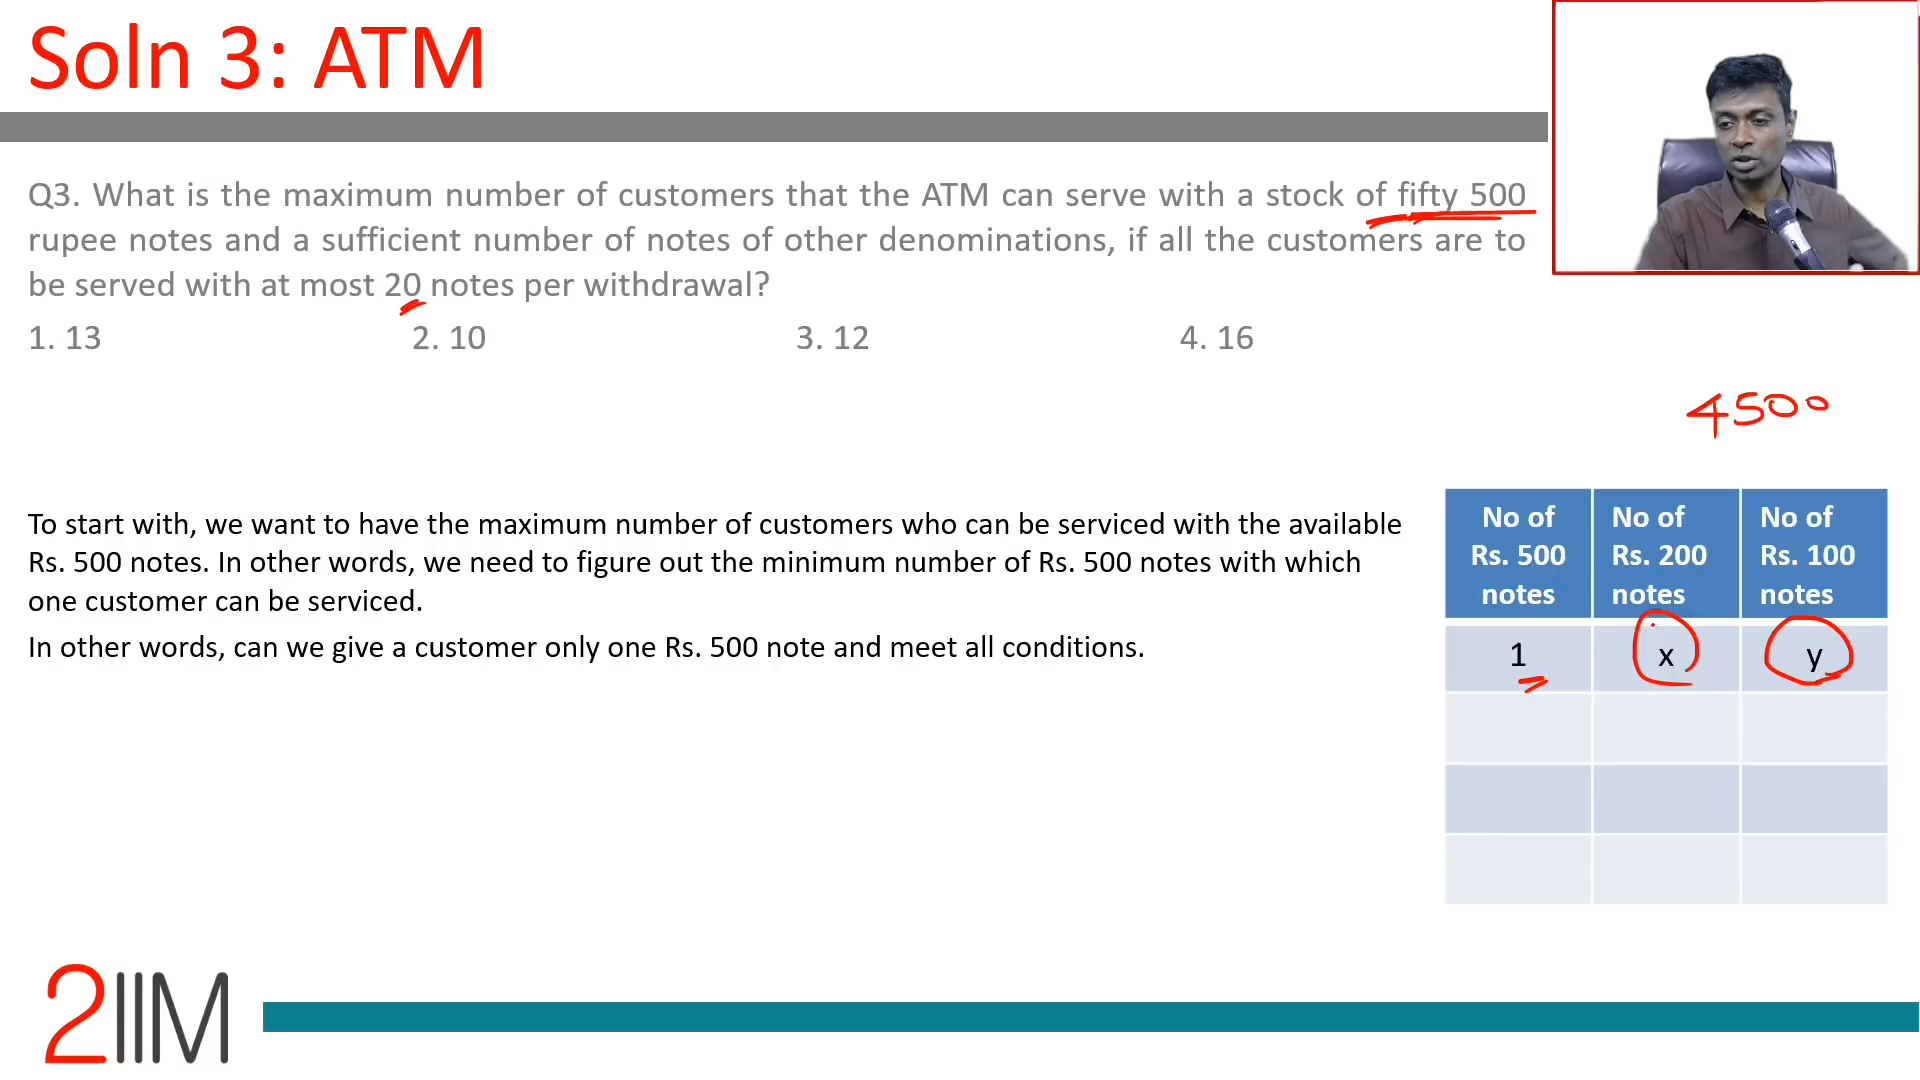 Soln 3: ATM
Q3. What is the maximum number of customers that the ATM can serve with a stock of fifty 500
rupee notes and a sufficient number of notes of other denominations, if all the customers are to
be served with at most 20 notes per withdrawal?
1. 13
2. 10
3. 12
4. 16
4500
To start with, we want to have the maximum number of customers who can be serviced with the available
Rs. 500 notes. In other words, we need to figure out the minimum number of Rs. 500 notes with which
one customer can be serviced.
In other words, can we give a customer only one Rs. 500 note and meet all conditions.
No of
Rs. 500
notes
No of
Rs. 200
notes
No of
Rs. 100
notes
1
x
y
2IIM